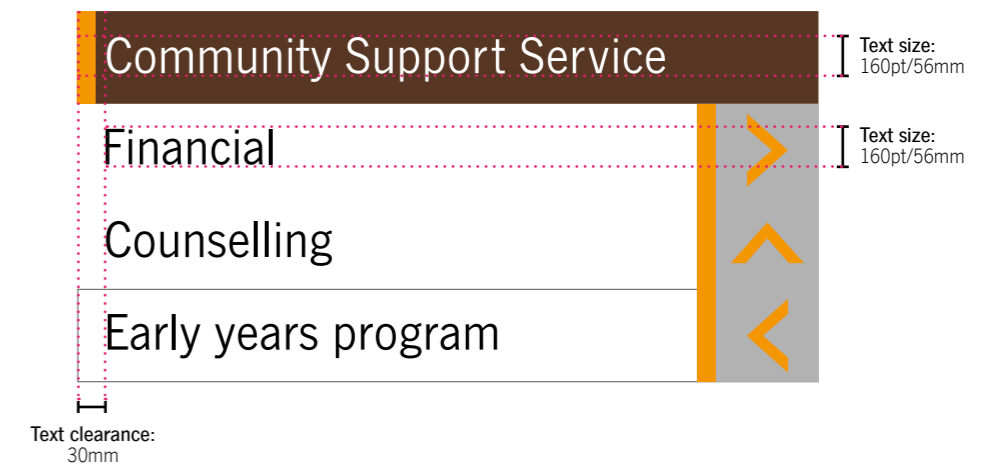 Community Support Service
Text size:
160pt/56mm
Financial
Text size:
160pt/56mm
Counselling
Early years program
Text clearance:
30mm